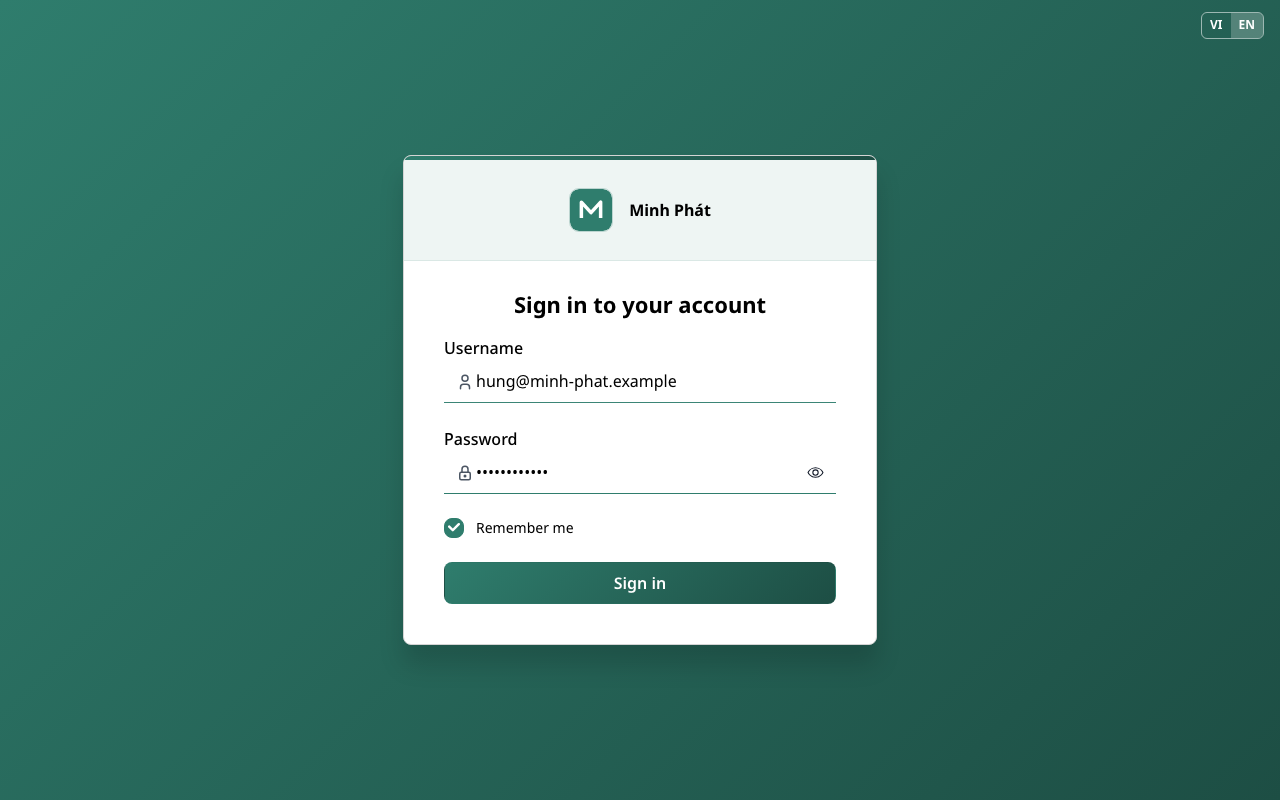 VI EN
Minh Phát
Sign in to your account
Username
hung@minh-phat.example
Password
••••••••••••
Remember me
Sign in